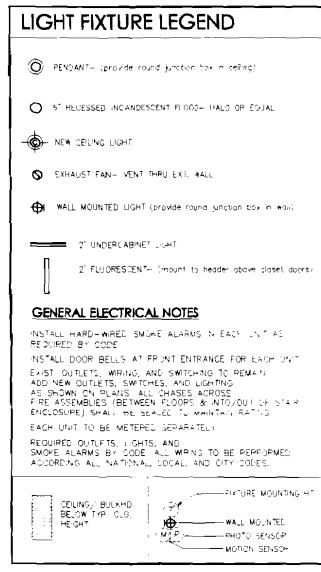 LIGHT FIXTURE LEGEND
PENDANT- (provide round junction box in ceiling)
RECESSED INCANDESCENT FLOOD- HALO OR EQUAL
NEW CEILING LIGHT
EXHAUST FAN- VENT THRU EXT. WALL
WALL MOUNTED LIGHT (provide round junction box in wall)
2' UNDERCABINET LIGHT
2' FLUORESCENT- (mount to header above closet doors)
GENERAL ELECTRICAL NOTES
INSTALL HARD-WIRED SMOKE ALARMS IN EACH UNIT AS
REQUIRED BY CODE
INSTALL DOOR BELLS AT FRONT ENTRANCE FOR EACH UNIT
EXIST OUTLETS, WIRING, AND SWITCHING TO REMAIN
ADD NEW OUTLETS, SWITCHES, AND LIGHTING
AS SHOWN ON PLANS. ALL CHASES ACROSS
FIRE ASSEMBLIES (BETWEEN FLOORS & INTO/OUT OF STAIR
ENCLOSURE) SHALL BE SEALED TO MAINTAIN RATING
EACH UNIT TO BE METERED SEPARATELY
REQUIRED OUTLETS, LIGHTS, AND
SMOKE ALARMS BY CODE. ALL WIRING TO BE PERFORMED
ACCORDING ALL NATIONAL, LOCAL, AND CITY CODES.
CEILING/ BULKHD
BELOW TYP. CLG.
HEIGHT
FIXTURE MOUNTING HT
WALL MOUNTED
M P
PHOTO SENSOR
MOTION SENSOR